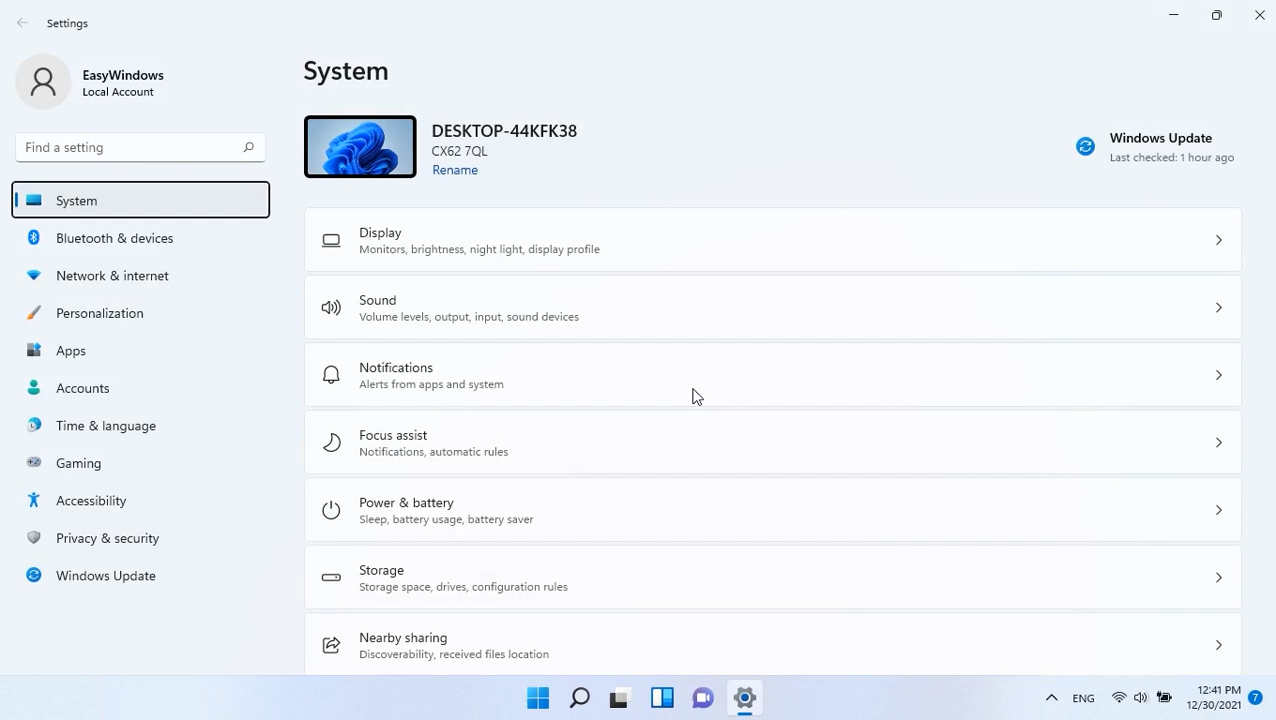 Settings
EasyWindows
Local Account
Find a setting
System
Bluetooth & devices
Network & internet
Personalization
Apps
Accounts
Time & language
Gaming
Accessibility
Privacy & security
Windows Update
System
DESKTOP-44KFK38
CX62 7QL
Rename
Windows Update
Last checked: 1 hour ago
Display
Monitors, brightness, night light, display profile
Sound
Volume levels, output, input, sound devices
Notifications
Alerts from apps and system
Focus assist
Notifications, automatic rules
Power & battery
Sleep, battery usage, battery saver
Storage
Storage space, drives, configuration rules
Nearby sharing
Discoverability, received files location
ENG
12:41 PM
12/30/2021
7